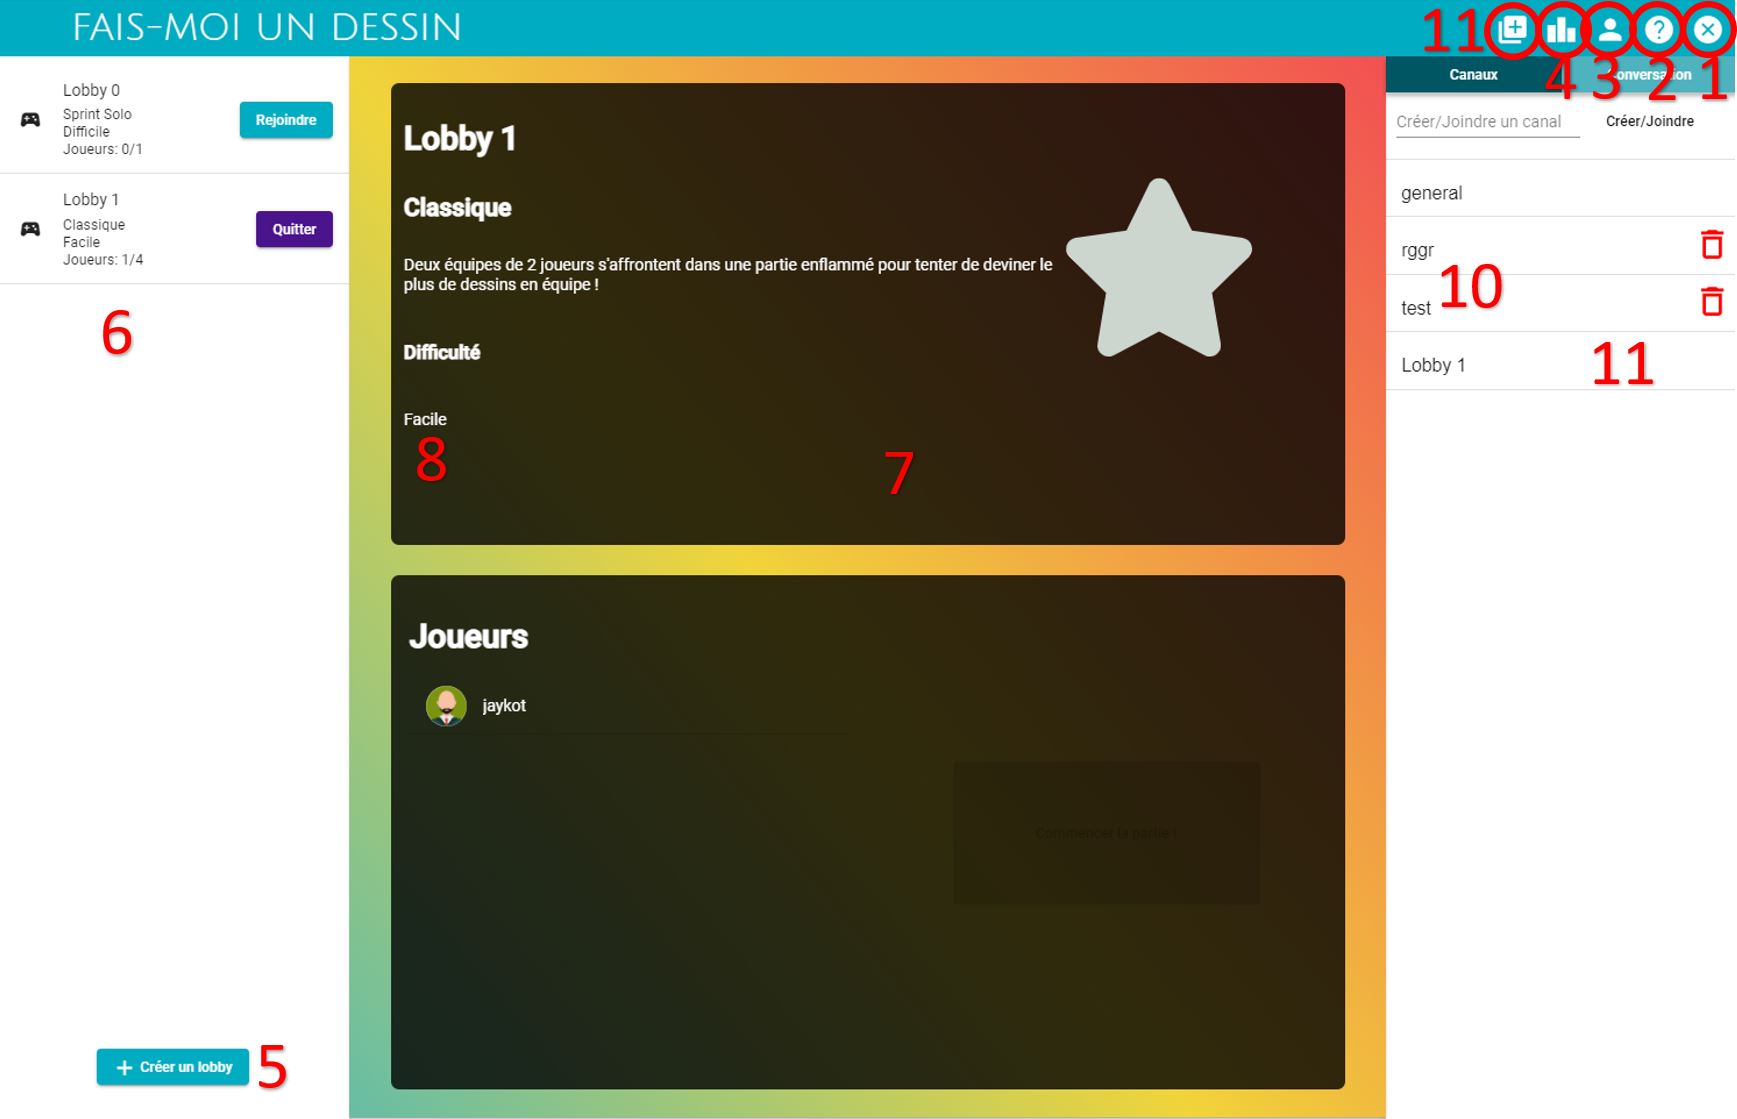 FAIS-MOI UN DESSIN
11
4
3
2
1
Lobby 0
Sprint Solo
Difficile
Joueurs: 0/1
Rejoindre
Lobby 1
Classique
Facile
Joueurs: 1/4
Quitter
6
+ Créer un lobby
5
Lobby 1
Classique
Deux équipes de 2 joueurs s'affrontent dans une partie enflammé pour tenter de deviner le
plus de dessins en équipe !
Difficulté
Facile
8
7
Joueurs
jaykot
Commencer la partie !
Canaux
Conversation
Créer/Joindre un canal
Créer/Joindre
general
rggr
10
test
Lobby 1
11